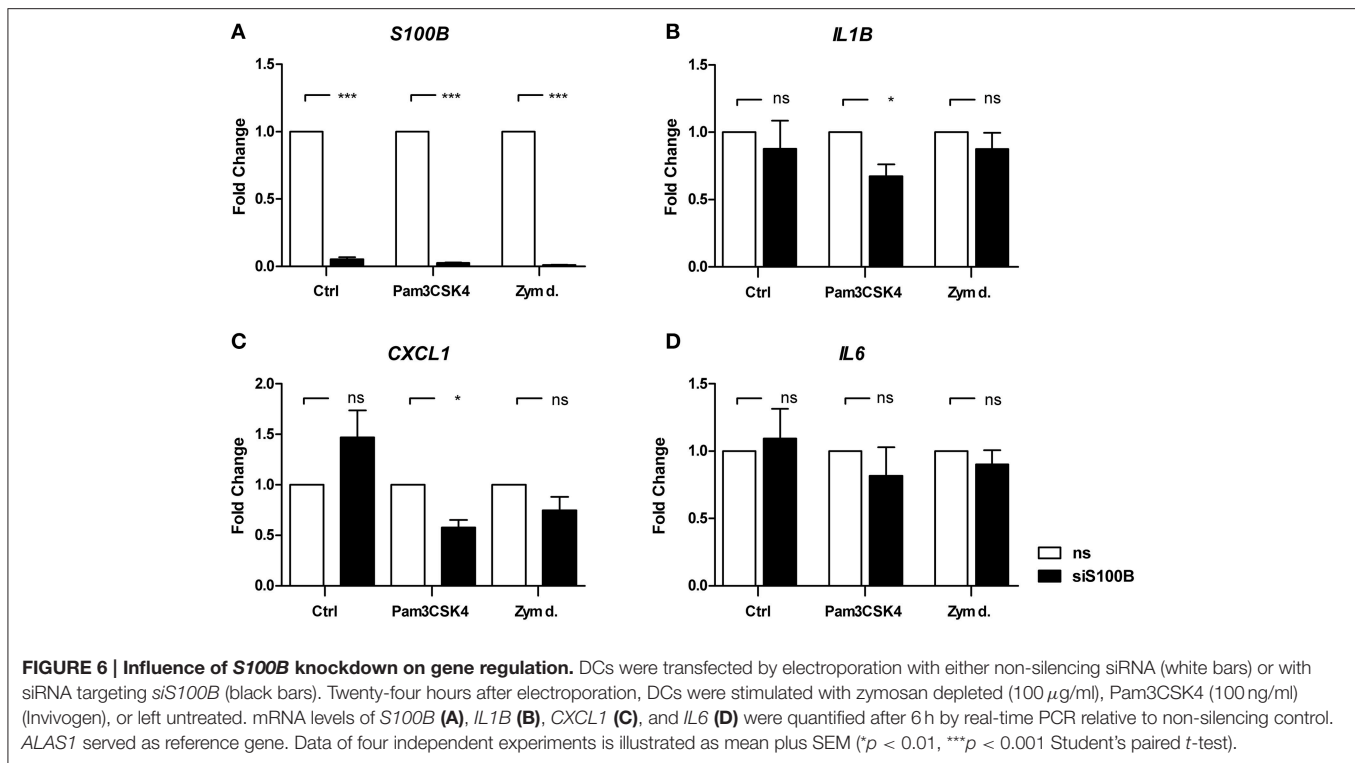 A
S100B
Fold Change
1.5
1.0
0.5
0.0
***
***
***
Ctrl
Pam3CSK4
Zym d.
B
IL1B
Fold Change
1.5
1.0
0.5
0.0
ns
*
ns
Ctrl
Pam3CSK4
Zym d.
C
CXCL1
Fold Change
2.0
1.5
1.0
0.5
0.0
ns
*
ns
Ctrl
Pam3CSK4
Zym d.
D
IL6
Fold Change
1.5
1.0
0.5
0.0
ns
ns
ns
Ctrl
Pam3CSK4
Zym d.
ns
siS100B
FIGURE 6 | Influence of S100B knockdown on gene regulation. DCs were transfected by electroporation with either non-silencing siRNA (white bars) or with
siRNA targeting siS100B (black bars). Twenty-four hours after electroporation, DCs were stimulated with zymosan depleted (100 μg/ml), Pam3CSK4 (100 ng/ml)
(Invivogen), or left untreated. mRNA levels of S100B (A), IL1B (B), CXCL1 (C), and IL6 (D) were quantified after 6 h by real-time PCR relative to non-silencing control.
ALAS1 served as reference gene. Data of four independent experiments is illustrated as mean plus SEM (*p < 0.01, ***p < 0.001 Student's paired t-test).